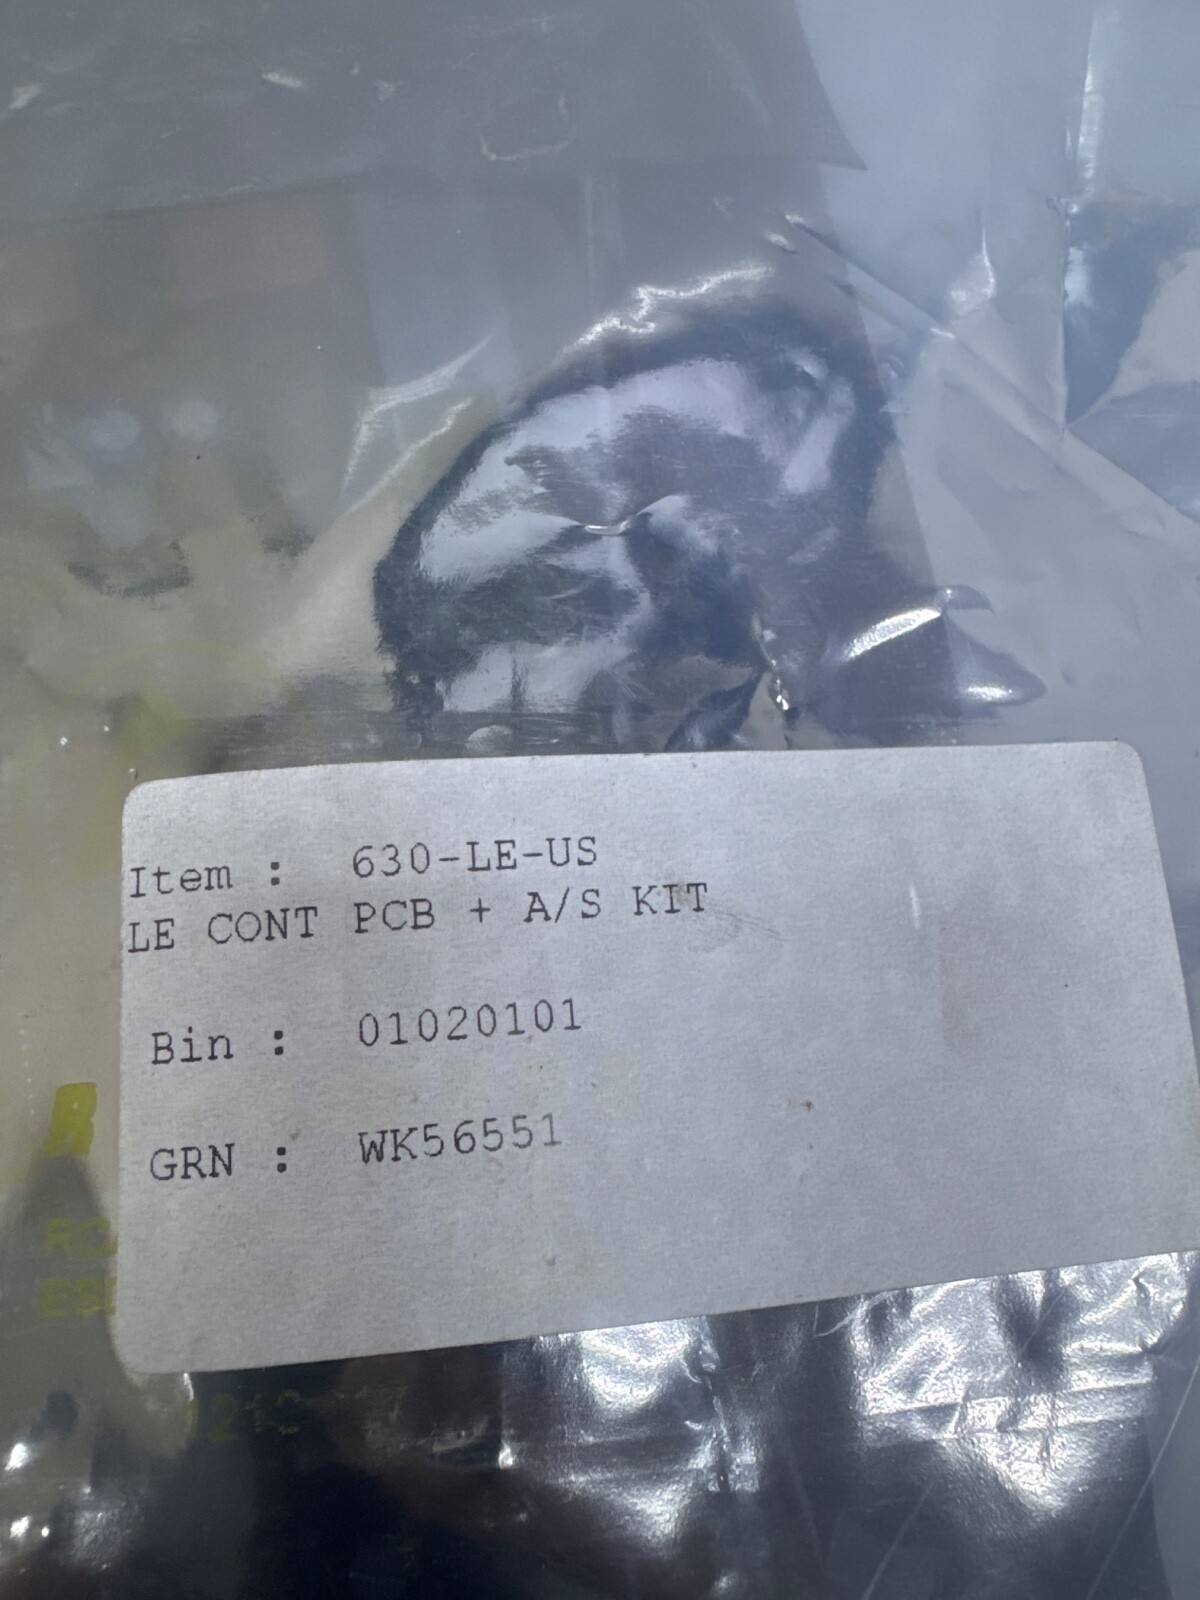 Item : 630-LE-US
LE CONT PCB + A/S KIT
Bin : 01020101
GRN : WK56551